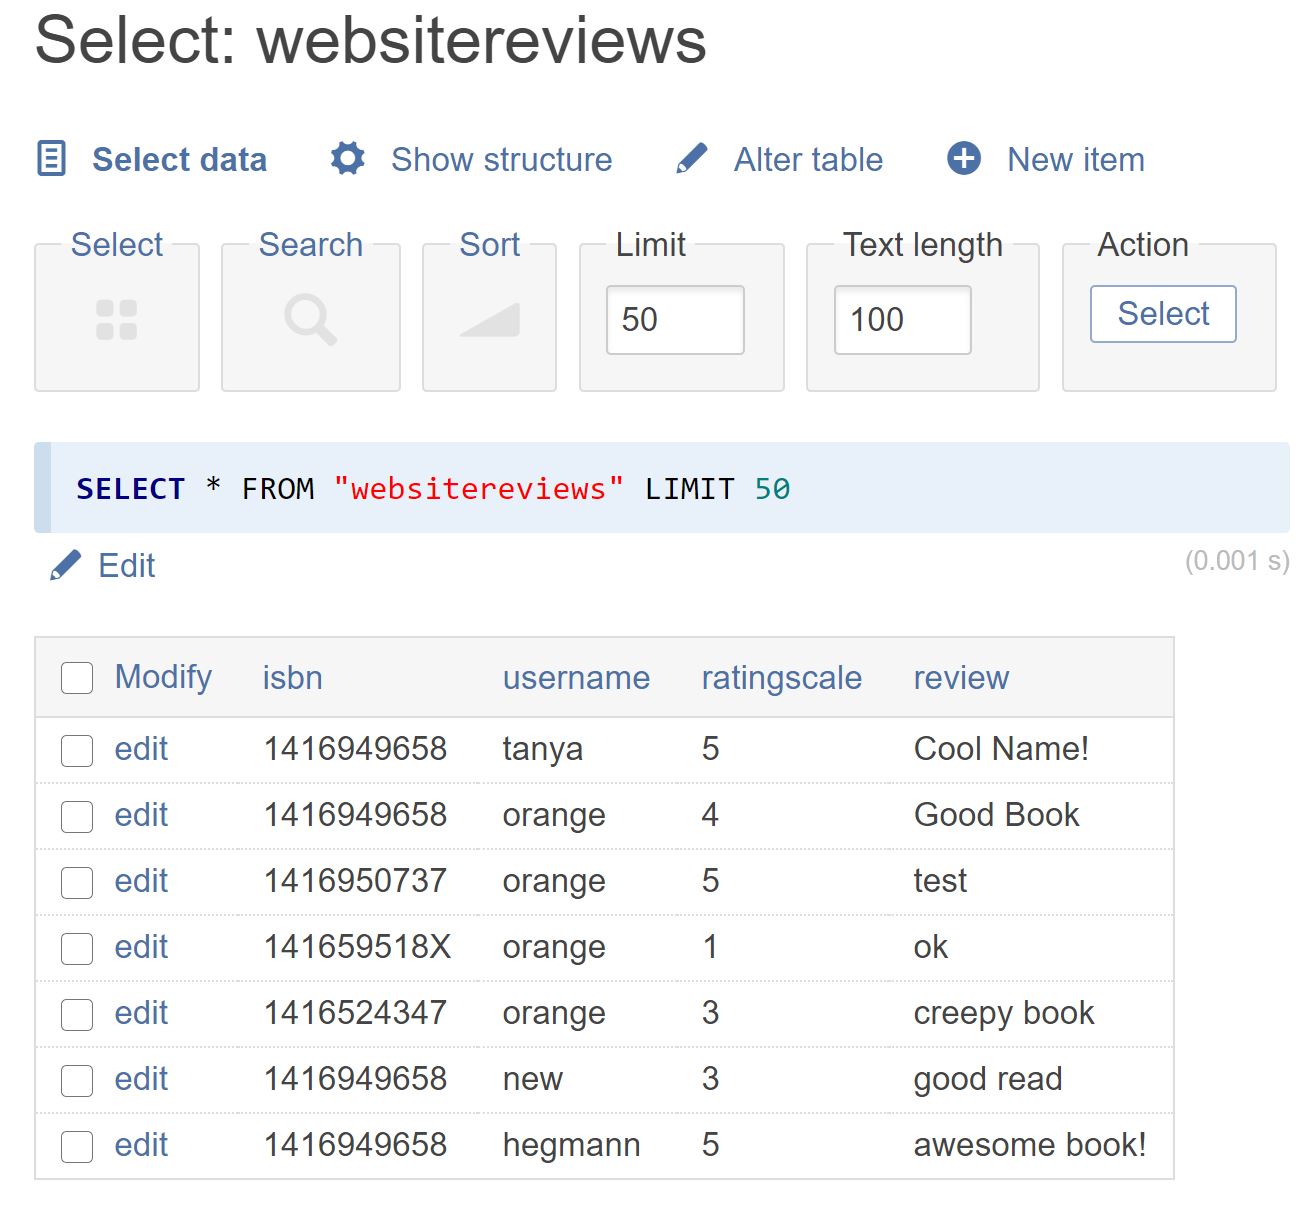 Select: websitereviews
Select data Show structure Alter table New item
Select Search Sort Limit Text length Action
50 100 Select
SELECT * FROM "websitereviews" LIMIT 50
Edit (0.001 s)
Modify isbn username ratingscale review
edit 1416949658 tanya 5 Cool Name!
edit 1416949658 orange 4 Good Book
edit 1416950737 orange 5 test
edit 141659518X orange 1 ok
edit 1416524347 orange 3 creepy book
edit 1416949658 new 3 good read
edit 1416949658 hegmann 5 awesome book!